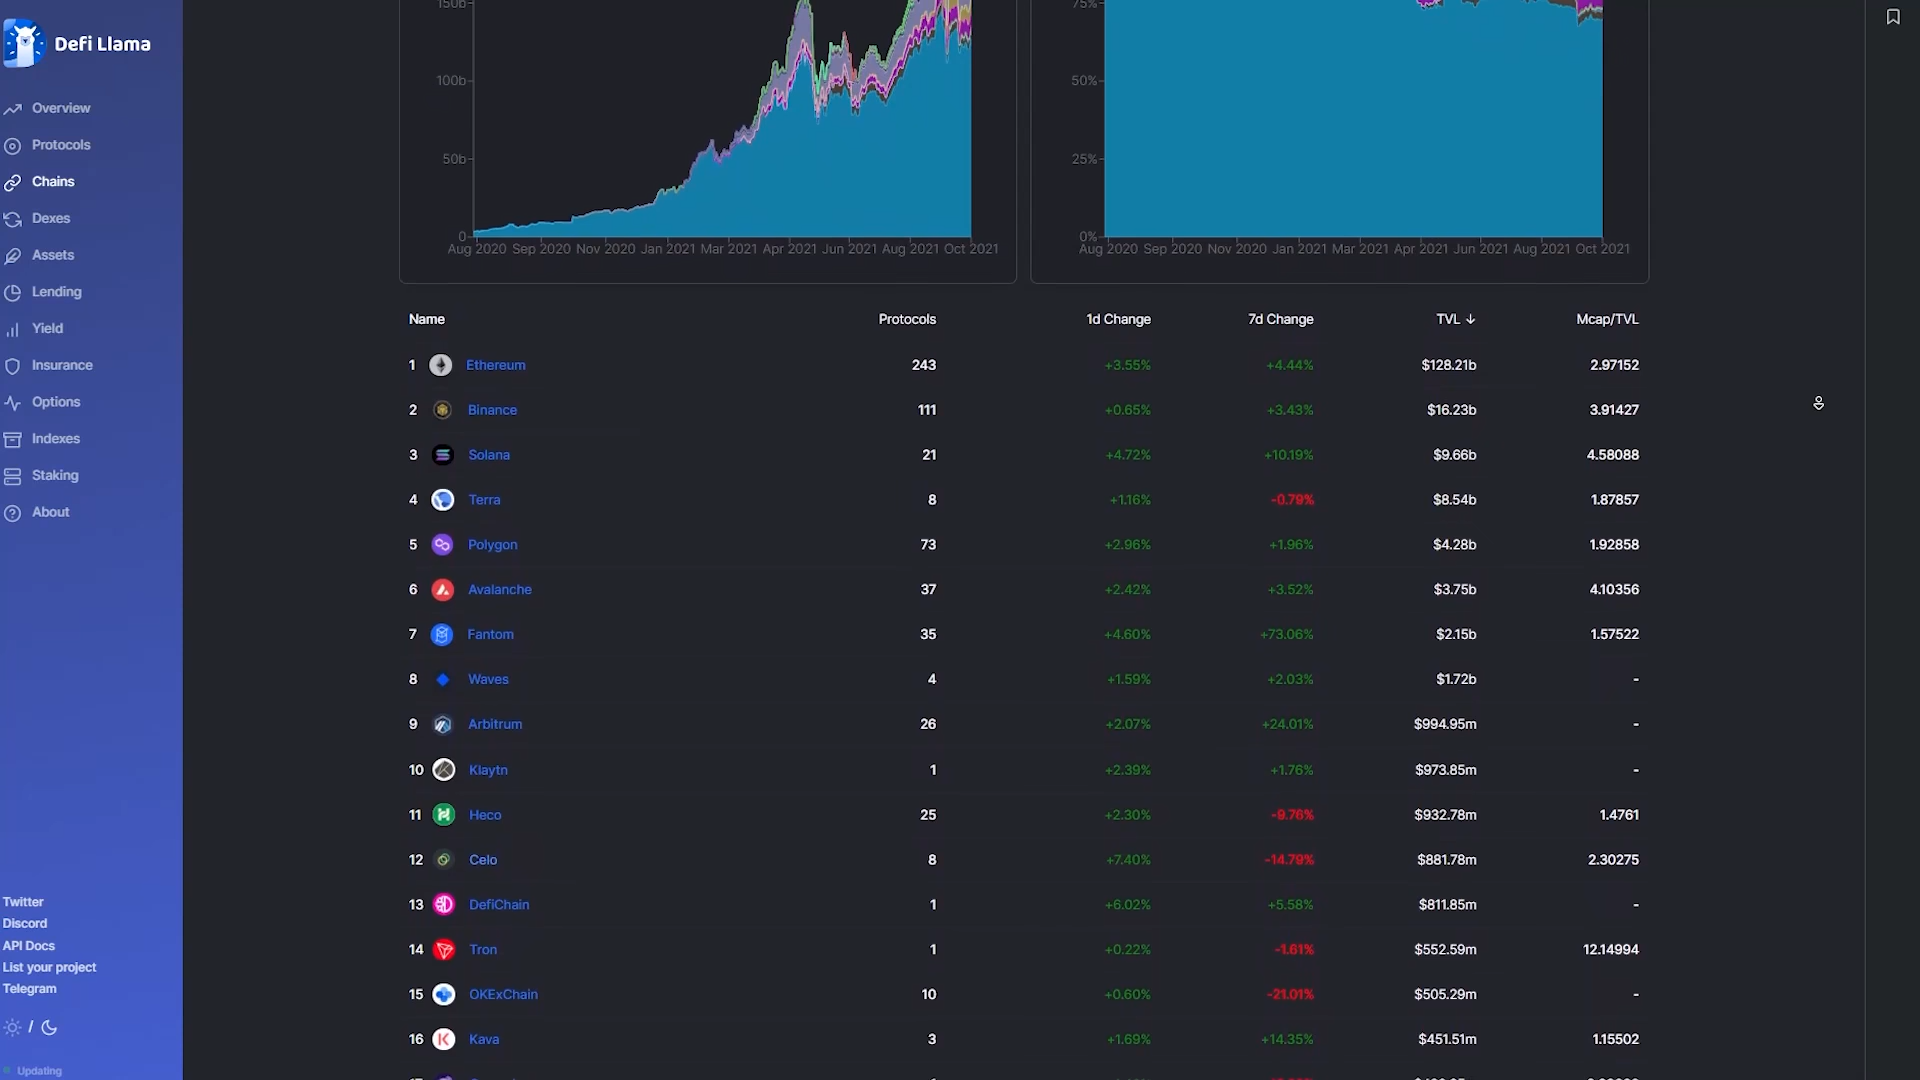 Defi Llama
Overview
Protocols
Chains
Dexes
Assets
Lending
Yield
Insurance
Options
Indexes
Staking
About
Twitter
Discord
API Docs
List your project
Telegram
/
Updating
150b
100b
50b
0
Aug 2020 Sep 2020 Nov 2020 Jan 2021 Mar 2021 Apr 2021 Jun 2021 Aug 2021 Oct 2021
75%
50%
25%
0%
Aug 2020 Sep 2020 Nov 2020 Jan 2021 Mar 2021 Apr 2021 Jun 2021 Aug 2021 Oct 2021
Name Protocols 1d Change 7d Change TVL ↓ Mcap/TVL
1 Ethereum 243 +3.55% +4.44% $128.21b 2.97152
2 Binance 111 +0.65% +3.43% $16.23b 3.91427
3 Solana 21 +4.72% +10.19% $9.66b 4.58088
4 Terra 8 +1.16% -0.79% $8.54b 1.87857
5 Polygon 73 +2.96% +1.96% $4.28b 1.92858
6 Avalanche 37 +2.42% +3.52% $3.75b 4.10356
7 Fantom 35 +4.60% +73.06% $2.15b 1.57522
8 Waves 4 +1.59% +2.03% $1.72b -
9 Arbitrum 26 +2.07% +24.01% $994.95m -
10 Klaytn 1 +2.39% +1.76% $973.85m -
11 Heco 25 +2.30% -9.76% $932.78m 1.4761
12 Celo 8 +7.40% -14.79% $881.78m 2.30275
13 DefiChain 1 +6.02% +5.58% $811.85m -
14 Tron 1 +0.22% -1.61% $552.59m 12.14994
15 OKExChain 10 +0.60% -21.01% $505.29m -
16 Kava 3 +1.69% +14.35% $451.51m 1.15502